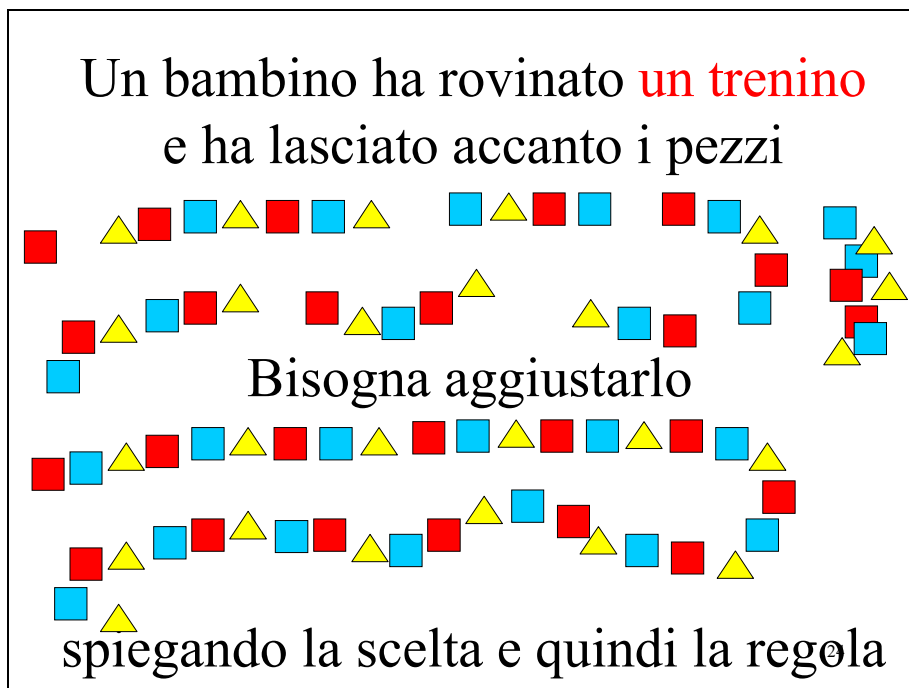 Un bambino ha rovinato un trenino
e ha lasciato accanto i pezzi
Bisogna aggiustarlo
spiegando la scelta e quindi la regola